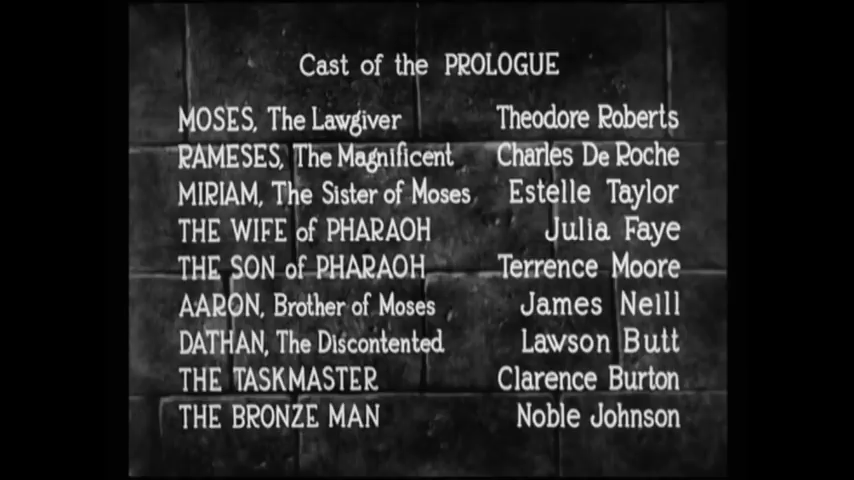 Cast of the PROLOGUE
MOSES, The Lawgiver Theodore Roberts
RAMESES, The Magnificent Charles De Roche
MIRIAM, The Sister of Moses Estelle Taylor
THE WIFE of PHARAOH Julia Faye
THE SON of PHARAOH Terrence Moore
AARON, Brother of Moses James Neill
DATHAN, The Discontented Lawson Butt
THE TASKMASTER Clarence Burton
THE BRONZE MAN Noble Johnson